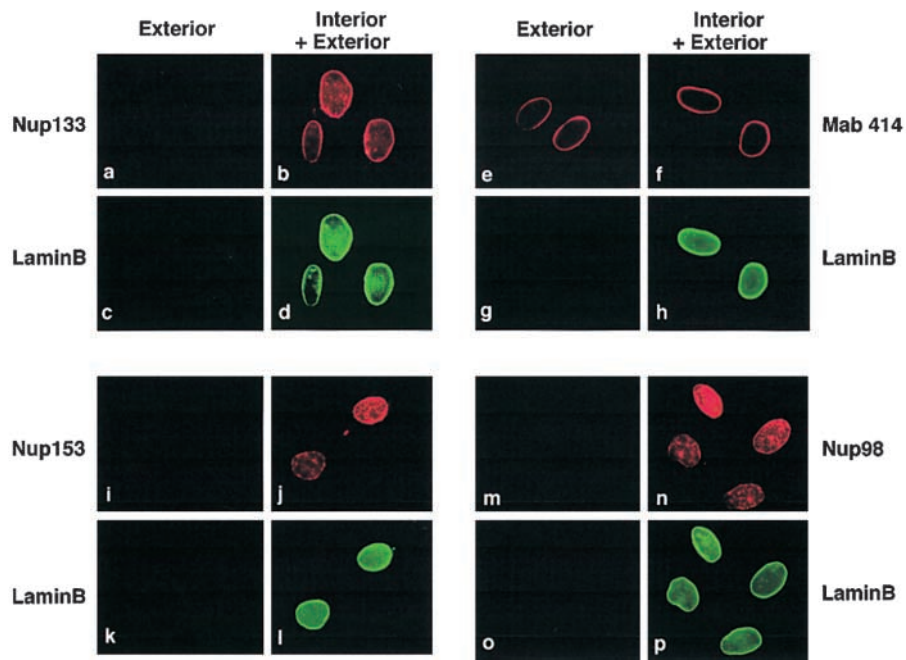 Exterior
Interior
+ Exterior
Exterior
Interior
+ Exterior
Nup133
a
b
e
f
Mab 414
LaminB
c
d
g
h
LaminB
Nup153
i
j
m
n
Nup98
LaminB
k
l
o
p
LaminB